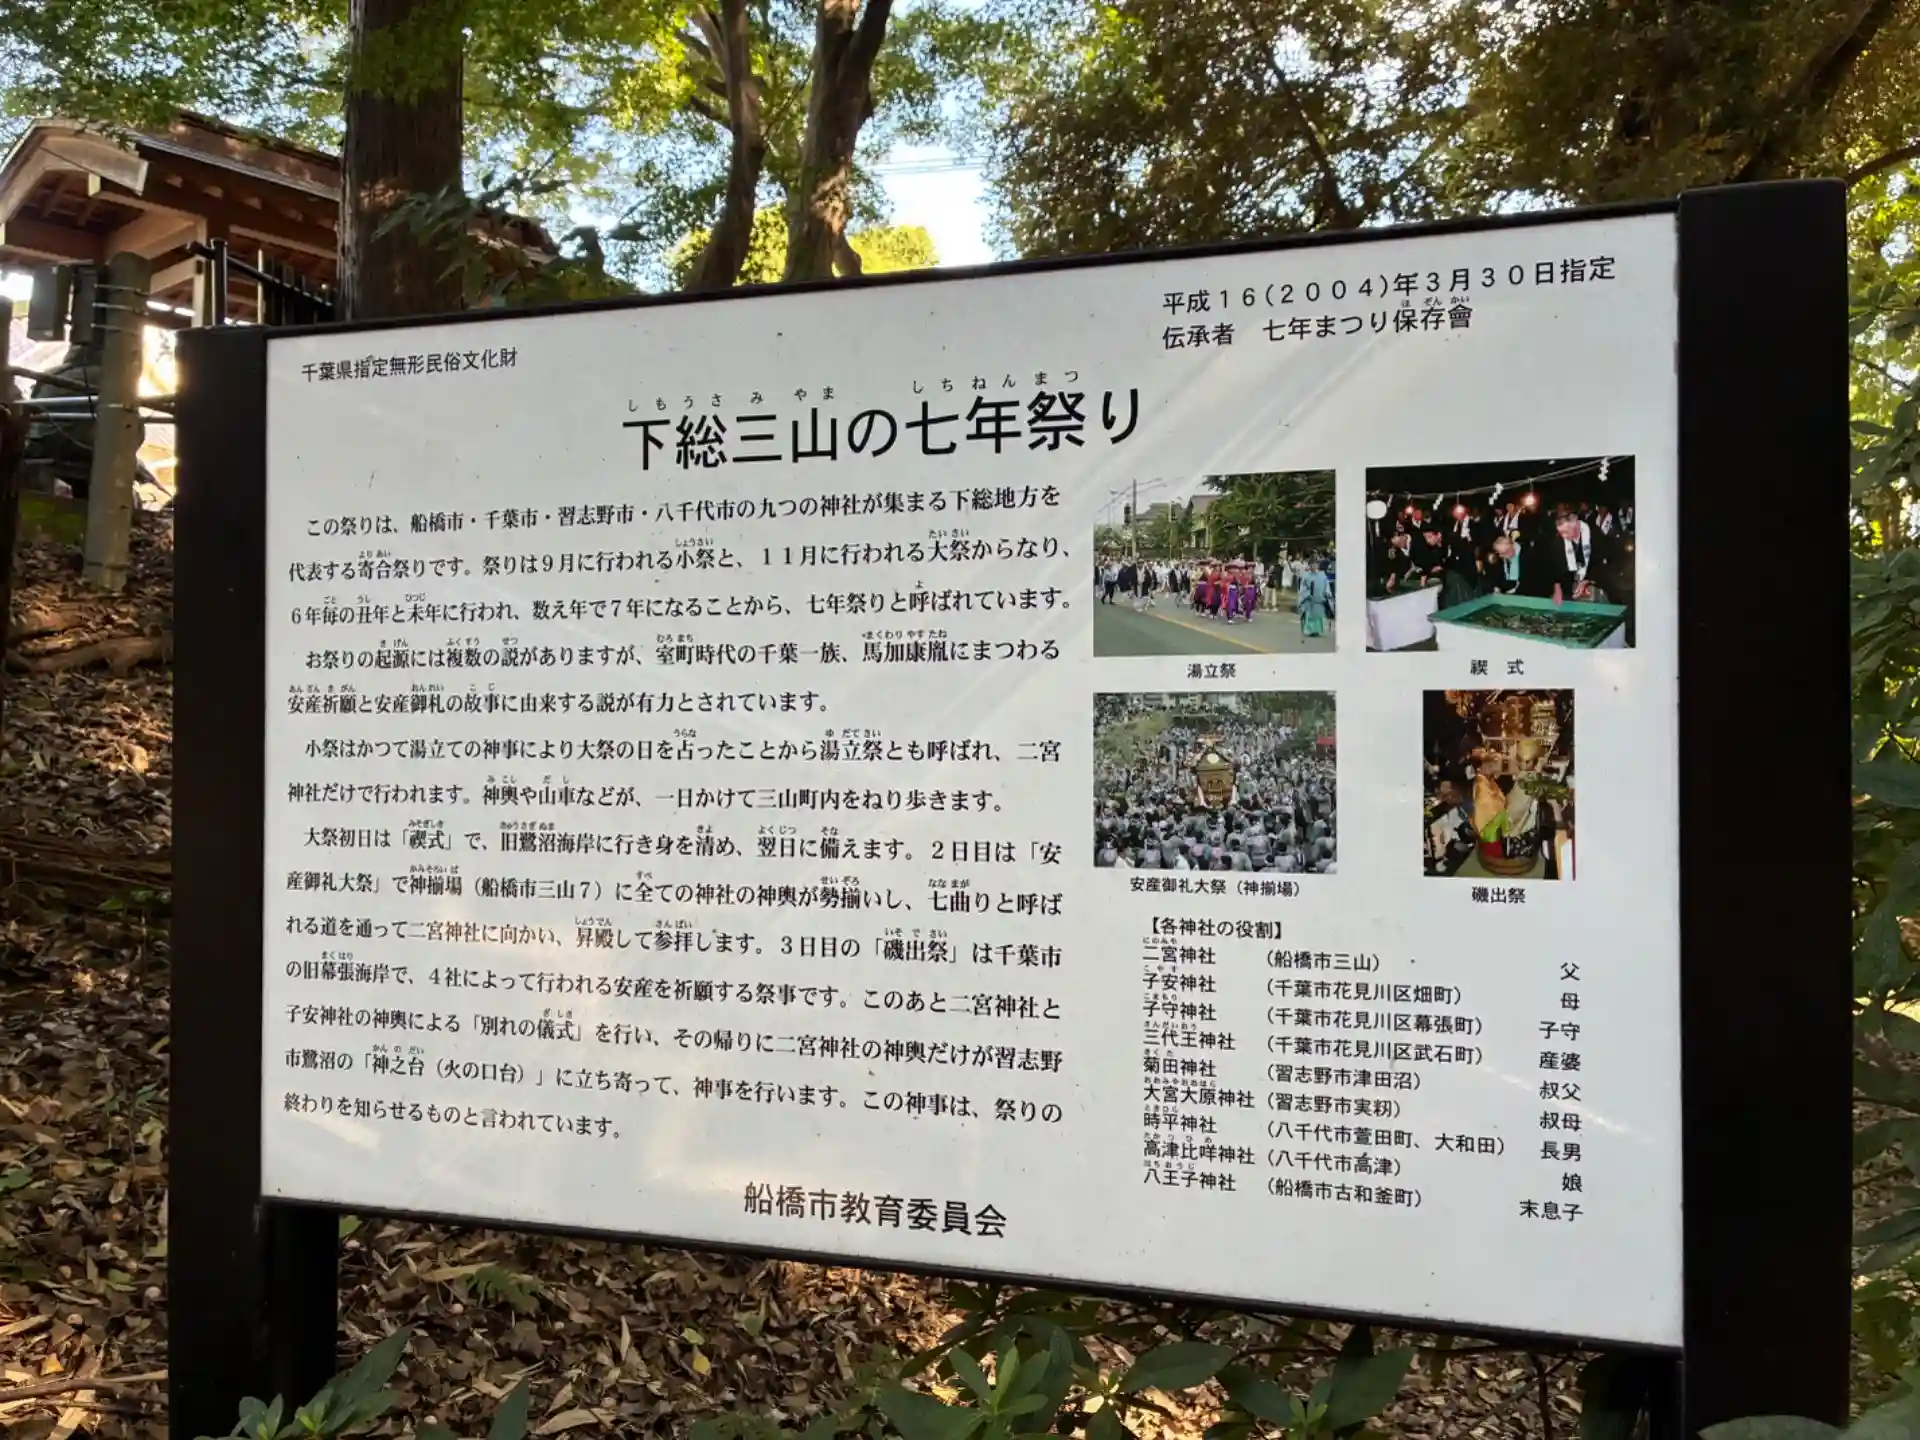 平成16(2004)年3月30日指定
伝承者 七年まつり保存會
千葉県指定無形民俗文化財
下総三山の七年祭り
この祭りは、船橋市・千葉市・習志野市・八千代市の九つの神社が集まる下総地方を
代表する寄合祭りです。祭りは9月に行われる小祭と、11月に行われる大祭からなり、
6年毎の丑年と未年に行われ、数え年で7年になることから、七年祭りと呼ばれています。
お祭りの起源には複数の説がありますが、室町時代の千葉一族、馬加康胤にまつわる
安産祈願と安産御札の故事に由来する説が有力とされています。
小祭はかつて湯立ての神事により大祭の日を占ったことから湯立祭とも呼ばれ、二宮
神社だけで行われます。神輿や山車などが、一日かけて三山町内をねり歩きます。
大祭初日は「禊式」で、旧鷺沼海岸に行き身を清め、翌日に備えます。2日目は「安
産御礼大祭」で神揃場（船橋市三山7）に全ての神社の神輿が勢揃いし、七曲りと呼ば
れる道を通って二宮神社に向かい、昇殿して参拝します。3日目の「磯出祭」は千葉市
の旧幕張海岸で、4社によって行われる安産を祈願する祭事です。このあと二宮神社と
子安神社の神輿による「別れの儀式」を行い、その帰りに二宮神社の神輿だけが習志野
市鷺沼の「神之台（火の口台）」に立ち寄って、神事を行います。この神事は、祭りの
終わりを知らせるものと言われています。
船橋市教育委員会
湯立祭
禊 式
安産御礼大祭（神揃場）
磯出祭
【各神社の役割】
二宮神社 （船橋市三山） 父
子安神社 （千葉市花見川区畑町） 母
子守神社 （千葉市花見川区幕張町） 子守
三代王神社 （千葉市花見川区武石町） 産婆
菊田神社 （習志野市津田沼） 叔父
大宮大原神社 （習志野市実籾） 叔母
時平神社 （八千代市萱田町、大和田） 長男
高津比咩神社 （八千代市高津） 娘
八王子神社 （船橋市古和釜町） 末息子